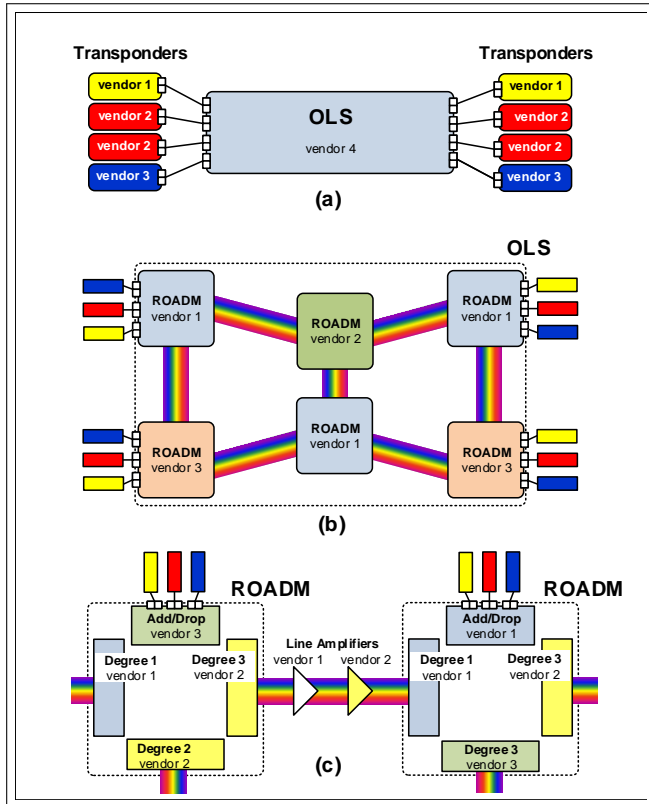 Transponders
Transponders
vendor 1
vendor 2
vendor 2
vendor 3
OLS
vendor 4
vendor 1
vendor 2
vendor 2
vendor 3
(a)
OLS
ROADM
vendor 1
ROADM
vendor 2
ROADM
vendor 1
ROADM
vendor 3
ROADM
vendor 1
ROADM
vendor 3
(b)
ROADM
ROADM
Add/Drop
vendor 3
Degree 1
vendor 1
Degree 3
vendor 2
Degree 2
vendor 2
Line Amplifiers
vendor 1
vendor 2
Add/Drop
vendor 1
Degree 1
vendor 1
Degree 3
vendor 2
Degree 3
vendor 3
(c)